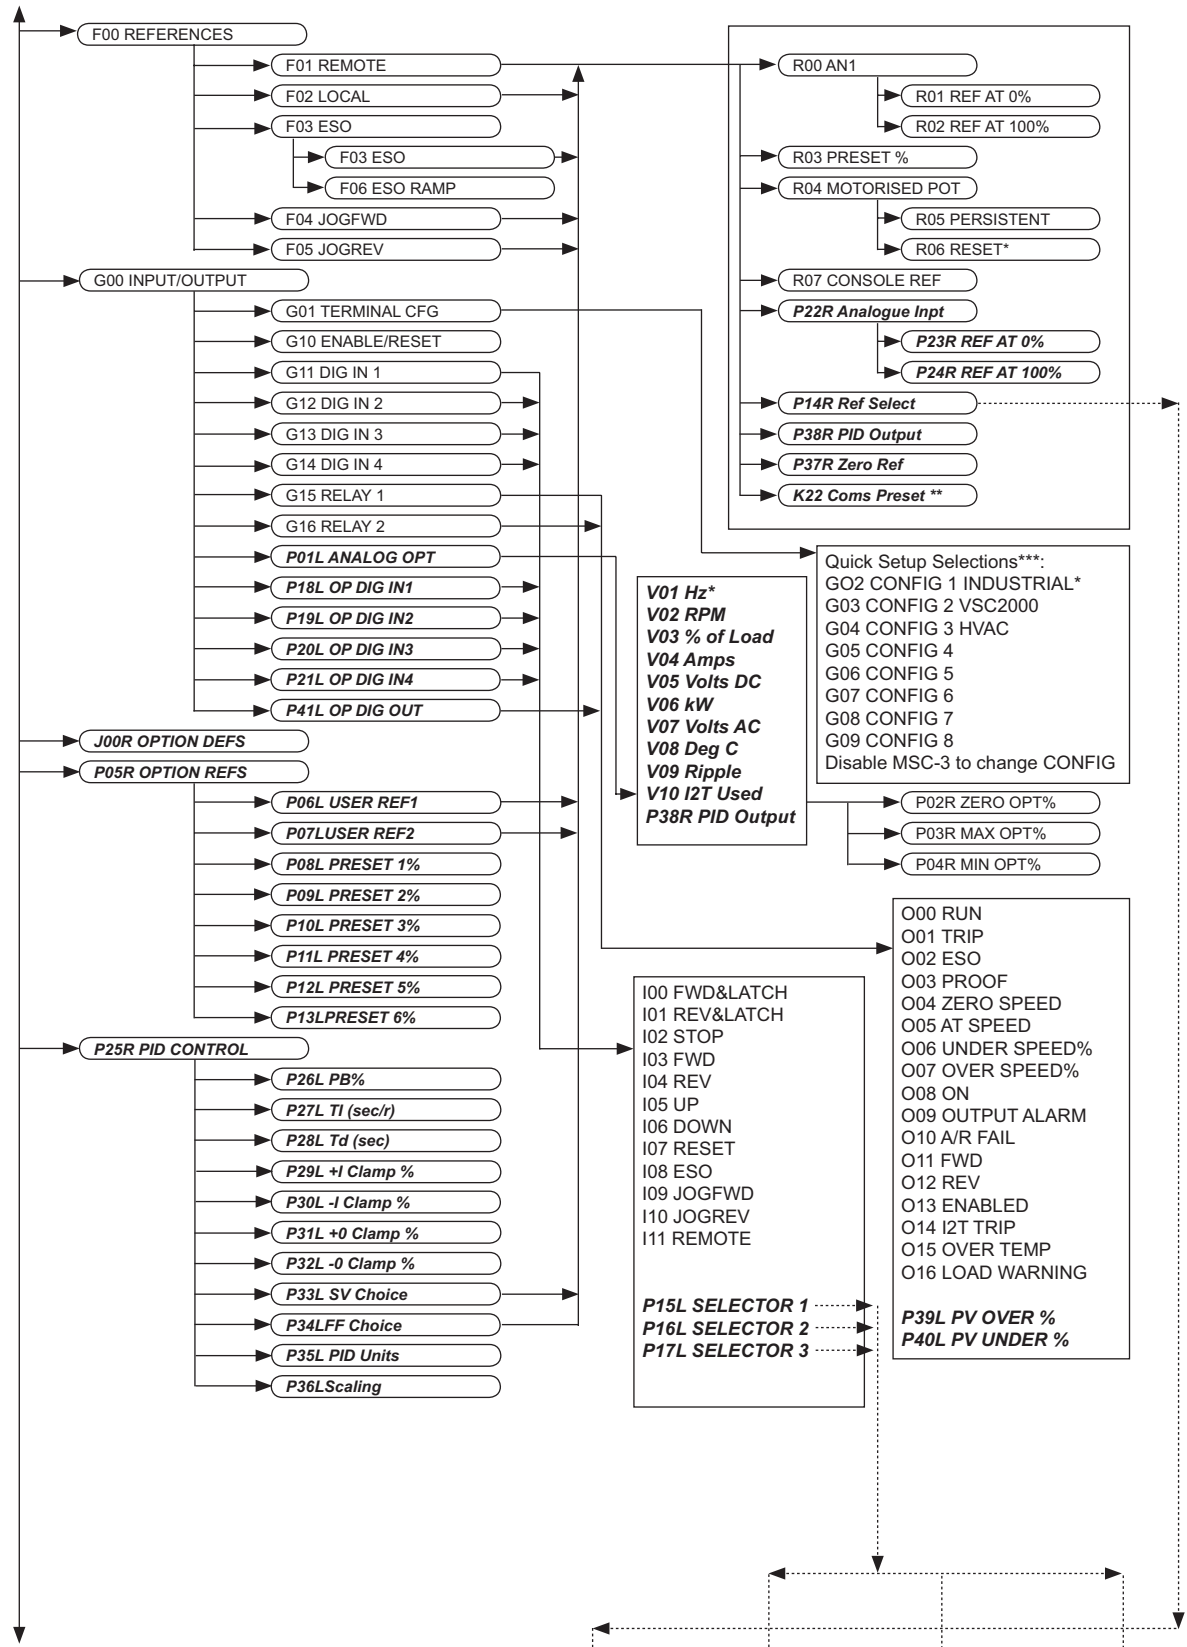 F00 REFERENCES
F01 REMOTE
F02 LOCAL
F03 ESO
F03 ESO
F06 ESO RAMP
F04 JOGFWD
F05 JOGREV
R00 AN1
R01 REF AT 0%
R02 REF AT 100%
R03 PRESET %
R04 MOTORISED POT
R05 PERSISTENT
R06 RESET*
R07 CONSOLE REF
P22R Analogue Inpt
P23R REF AT 0%
P24R REF AT 100%
P14R Ref Select
P38R PID Output
P37R Zero Ref
K22 Coms Preset **
G00 INPUT/OUTPUT
G01 TERMINAL CFG
G10 ENABLE/RESET
G11 DIG IN 1
G12 DIG IN 2
G13 DIG IN 3
G14 DIG IN 4
G15 RELAY 1
G16 RELAY 2
P01L ANALOG OPT
P18L OP DIG IN1
P19L OP DIG IN2
P20L OP DIG IN3
P21L OP DIG IN4
P41L OP DIG OUT
Quick Setup Selections***:
GO2 CONFIG 1 INDUSTRIAL*
G03 CONFIG 2 VSC2000
G04 CONFIG 3 HVAC
G05 CONFIG 4
G06 CONFIG 5
G07 CONFIG 6
G08 CONFIG 7
G09 CONFIG 8
Disable MSC-3 to change CONFIG
V01 Hz*
V02 RPM
V03 % of Load
V04 Amps
V05 Volts DC
V06 kW
V07 Volts AC
V08 Deg C
V09 Ripple
V10 I2T Used
P38R PID Output
P02R ZERO OPT%
P03R MAX OPT%
P04R MIN OPT%
J00R OPTION DEFS
P05R OPTION REFS
P06L USER REF1
P07LUSER REF2
P08L PRESET 1%
P09L PRESET 2%
P10L PRESET 3%
P11L PRESET 4%
P12L PRESET 5%
P13LPRESET 6%
P25R PID CONTROL
P26L PB%
P27L TI (sec/r)
P28L Td (sec)
P29L +I Clamp %
P30L -I Clamp %
P31L +0 Clamp %
P32L -0 Clamp %
P33L SV Choice
P34LFF Choice
P35L PID Units
P36LScaling
I00 FWD&LATCH
I01 REV&LATCH
I02 STOP
I03 FWD
I04 REV
I05 UP
I06 DOWN
I07 RESET
I08 ESO
I09 JOGFWD
I10 JOGREV
I11 REMOTE
P15L SELECTOR 1
P16L SELECTOR 2
P17L SELECTOR 3
O00 RUN
O01 TRIP
O02 ESO
O03 PROOF
O04 ZERO SPEED
O05 AT SPEED
O06 UNDER SPEED%
O07 OVER SPEED%
O08 ON
O09 OUTPUT ALARM
O10 A/R FAIL
O11 FWD
O12 REV
O13 ENABLED
O14 I2T TRIP
O15 OVER TEMP
O16 LOAD WARNING
P39L PV OVER %
P40L PV UNDER %